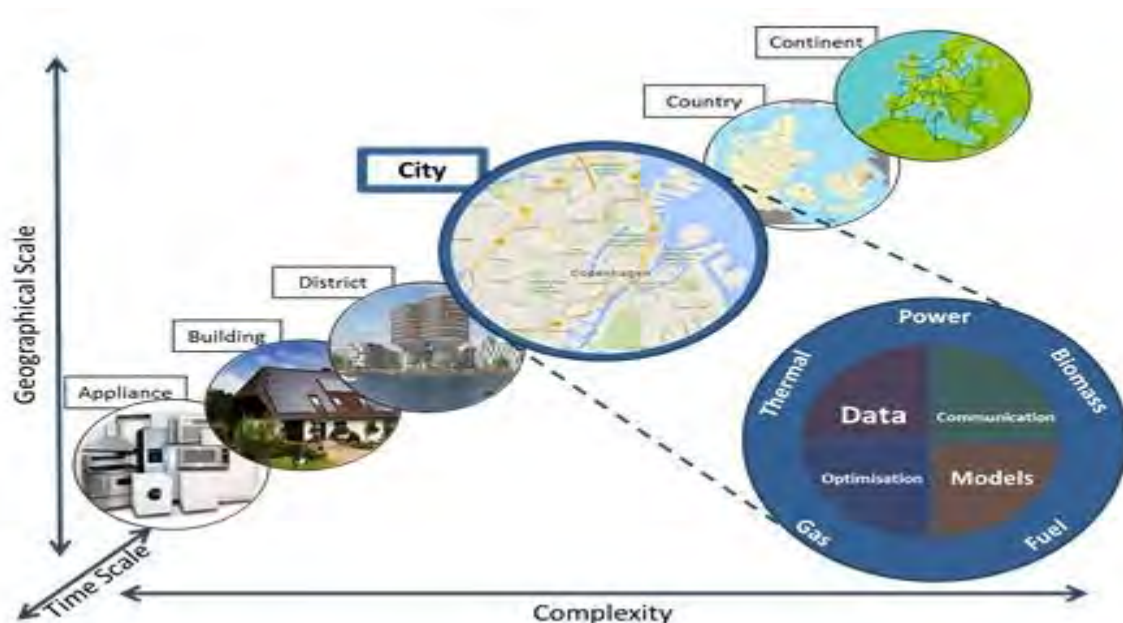 Continent
Country
City
District
Building
Appliance
Geographical Scale
Time Scale
Complexity
Copenhagen
Power
Biomass
Thermal
Data
Communication
Optimisation
Models
Gas
Fuel